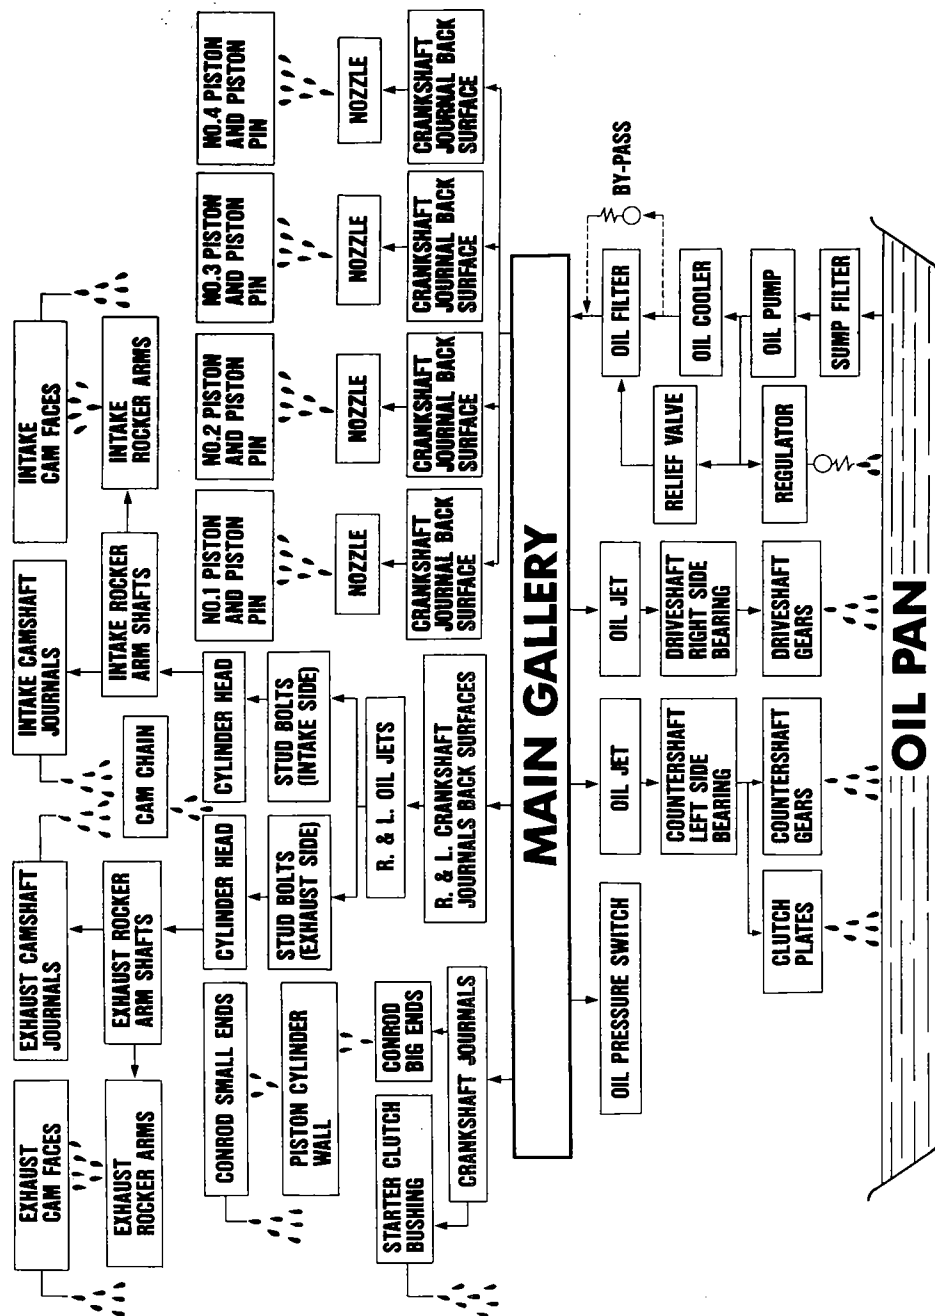 EXHAUST
CAM FACES
EXHAUST CAMSHAFT
JOURNALS
INTAKE CAMSHAFT
JOURNALS
INTAKE
CAM FACES
CAM CHAIN
EXHAUST
ROCKER ARMS
EXHAUST ROCKER
ARM SHAFTS
INTAKE ROCKER
ARM SHAFTS
INTAKE
ROCKER ARMS
CONROD SMALL ENDS
CYLINDER HEAD
CYLINDER HEAD
NO.1 PISTON
AND PISTON
PIN
NO.2 PISTON
AND PISTON
PIN
NO.3 PISTON
AND PISTON
PIN
NO.4 PISTON
AND PISTON
PIN
PISTON CYLINDER
WALL
STUD BOLTS
(EXHAUST SIDE)
STUD BOLTS
(INTAKE SIDE)
NOZZLE
NOZZLE
NOZZLE
NOZZLE
STARTER CLUTCH
BUSHING
CONROD
BIG ENDS
R. & L. OIL JETS
CRANKSHAFT
JOURNAL BACK
SURFACE
CRANKSHAFT
JOURNAL BACK
SURFACE
CRANKSHAFT
JOURNAL BACK
SURFACE
CRANKSHAFT
JOURNAL BACK
SURFACE
CRANKSHAFT JOURNALS
R. & L. CRANKSHAFT
JOURNALS BACK SURFACES
MAIN GALLERY
OIL PRESSURE SWITCH
OIL JET
OIL JET
OIL FILTER
BY-PASS
COUNTERSHAFT
LEFT SIDE
BEARING
DRIVESHAFT
RIGHT SIDE
BEARING
RELIEF VALVE
OIL COOLER
CLUTCH
PLATES
COUNTERSHAFT
GEARS
DRIVESHAFT
GEARS
REGULATOR
OIL PUMP
SUMP FILTER
OIL PAN